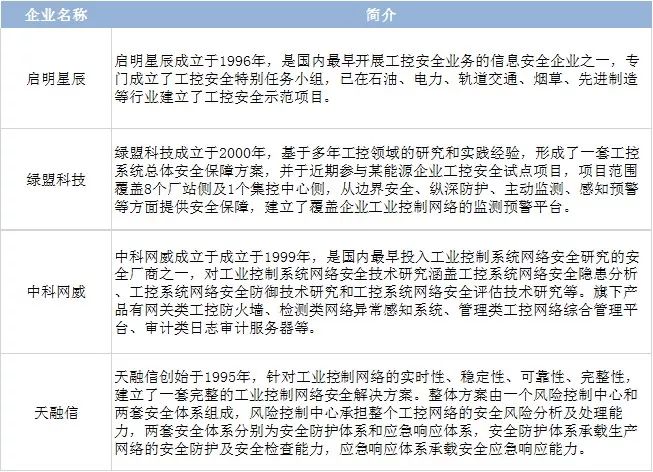 企业名称 简介
启明星辰
启明星辰成立于1996年，是国内最早开展工控安全业务的信息安全企业之一，专
门成立了工控安全特别任务小组，已在石油、电力、轨道交通、烟草、先进制造
等行业建立了工控安全示范项目。
绿盟科技
绿盟科技成立于2000年，基于多年工控领域的研究和实践经验，形成了一套工控
系统总体安全保障方案，并于近期参与某能源企业工控安全试点项目，项目范围
覆盖8个厂站侧及1个集控中心侧，从边界安全、纵深防护、主动监测、感知预警
等方面提供安全保障，建立了覆盖企业工业控制网络的监测预警平台。
中科网威
中科网威成立于成立于1999年，是国内最早投入工业控制系统网络安全研究的安
全厂商之一，对工业控制系统网络安全技术研究涵盖工控系统网络安全隐患分析
、工控系统网络安全防御技术研究和工控系统网络安全评估技术研究等。旗下产
品有网关类工控防火墙、检测类网络异常感知系统、管理类工控网络综合管理平
台、审计类日志审计服务器等。
天融信
天融信创始于1995年，针对工业控制网络的实时性、稳定性、可靠性、完整性，
建立了一套完整的工业控制网络安全解决方案。整体方案由一个风险控制中心和
两套安全体系组成，风险控制中心承担整个工控网络的安全风险分析及处理能
力，两套安全体系分别为安全防护体系和应急响应体系，安全防护体系承载生产
网络的安全防护及安全检查能力，应急响应体系承载安全应急响应能力。